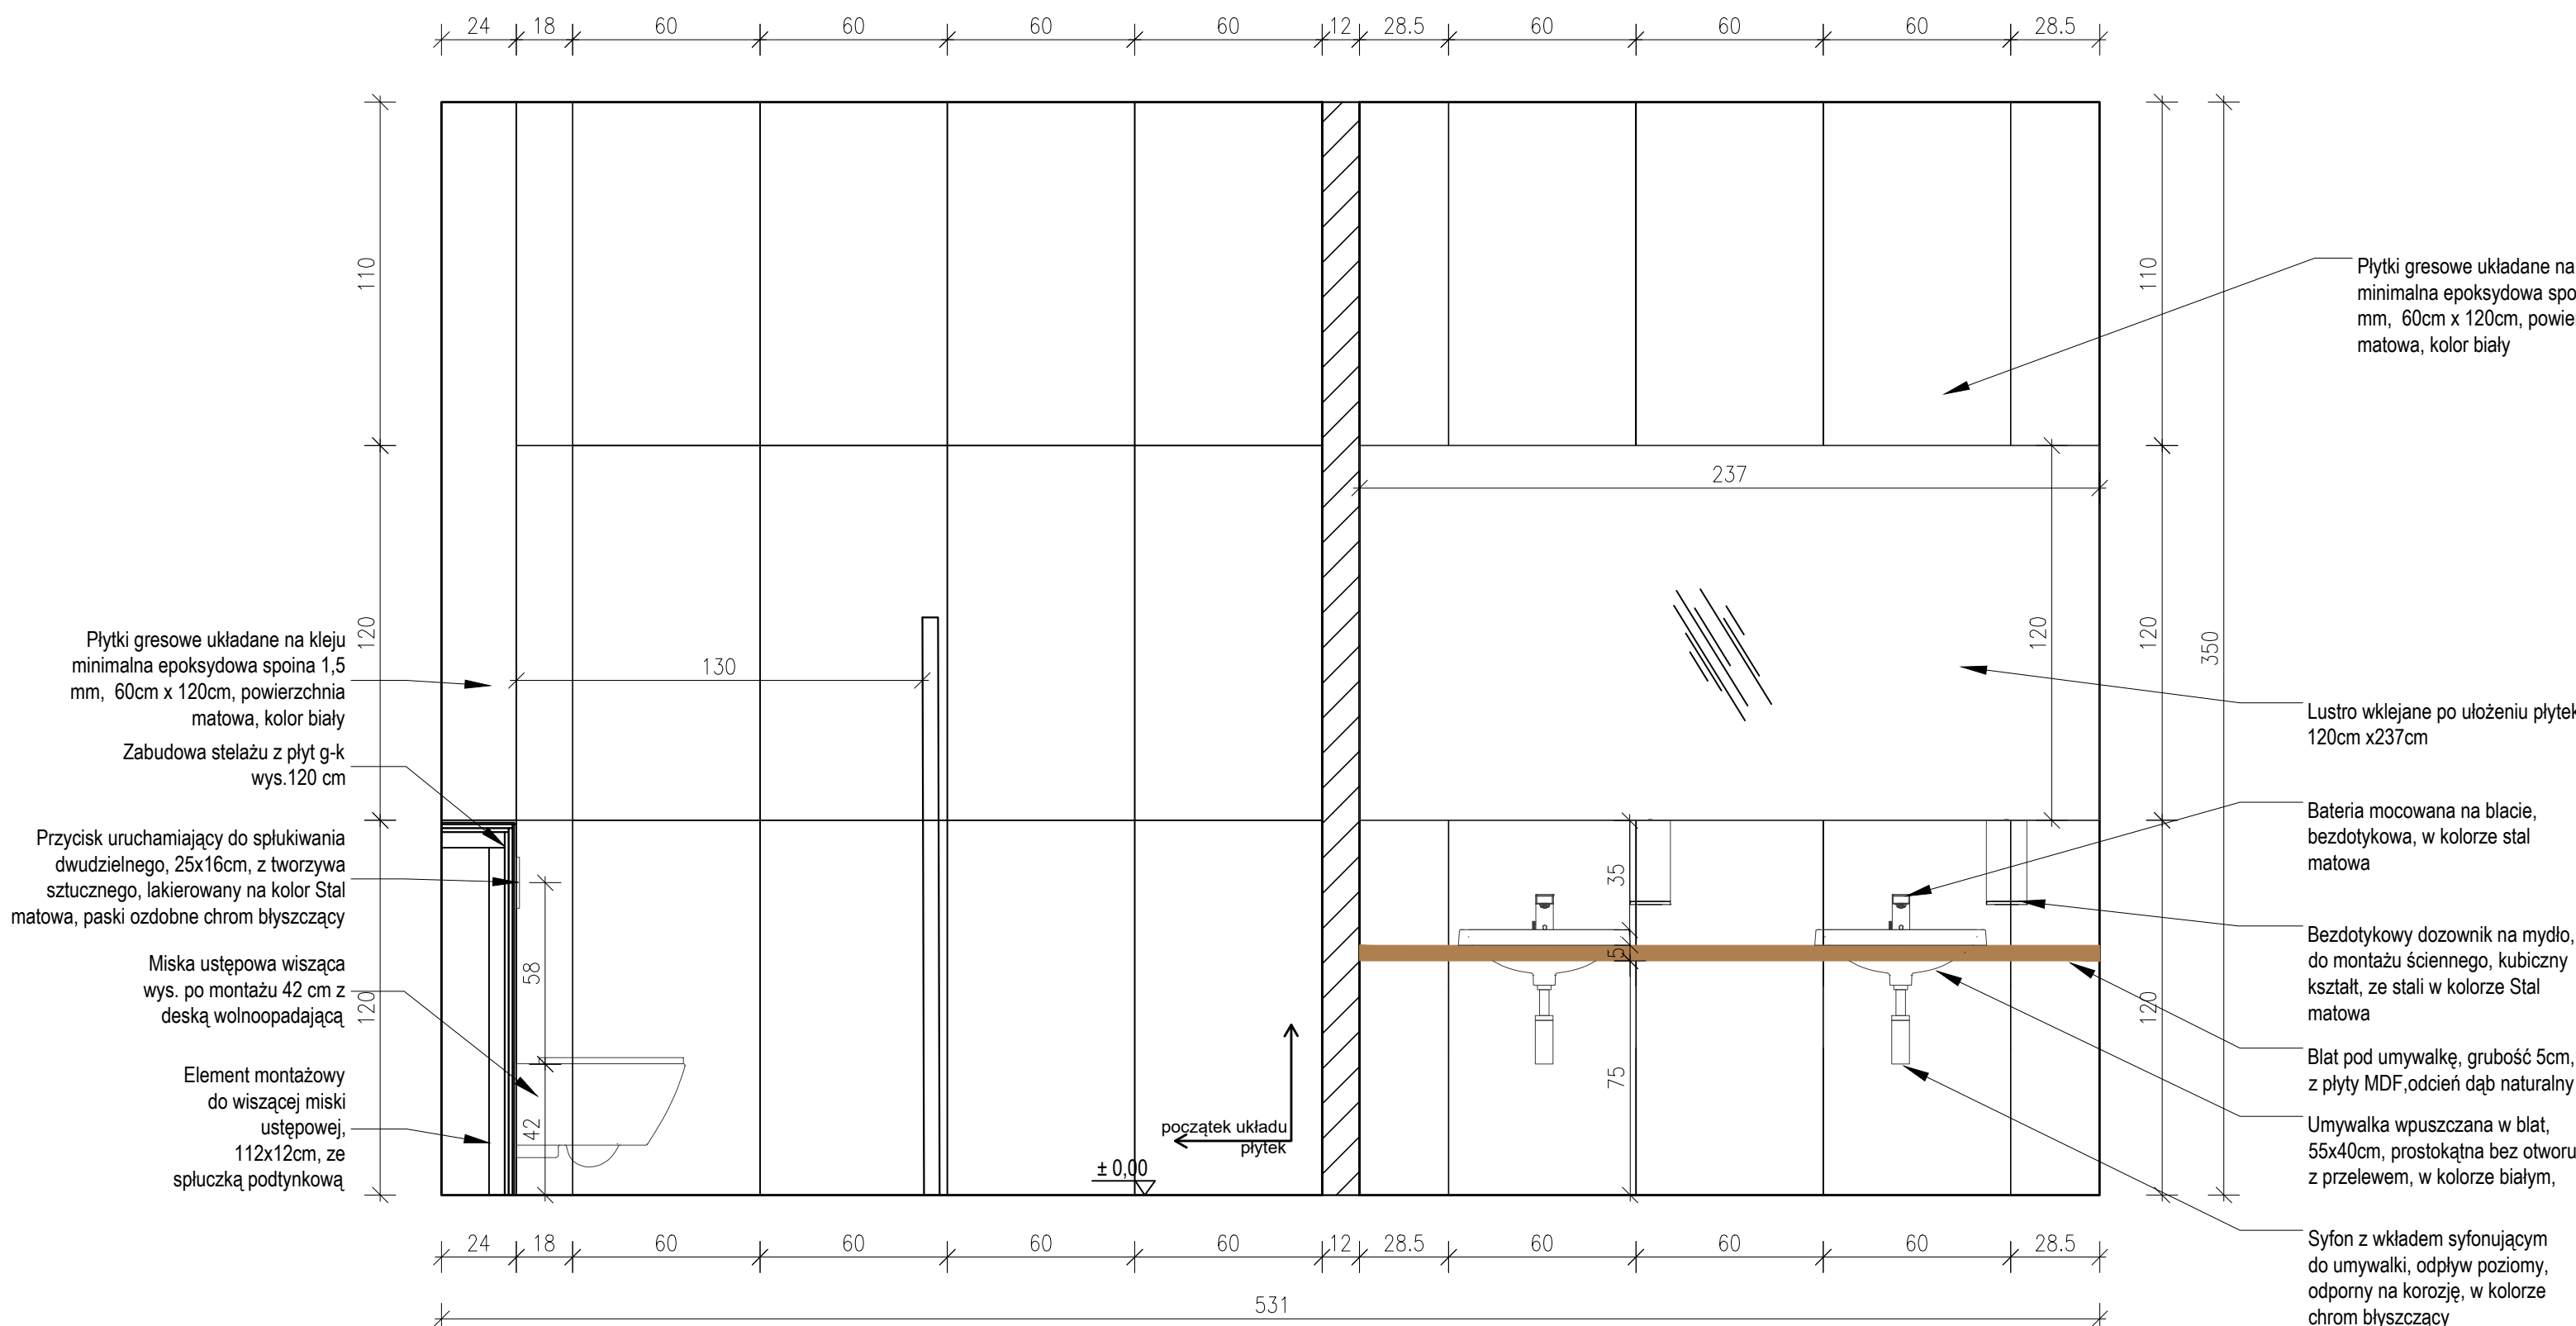 24 18 60 60 60 60 12 28.5 60 60 60 28.5
110
120
120
Płytki gresowe układane na kleju
minimalna epoksydowa spoina 1,5
mm, 60cm x 120cm, powierzchnia
matowa, kolor biały
Zabudowa stelażu z płyt g-k
wys.120 cm
Przycisk uruchamiający do spłukiwania
dwudzielnego, 25x16cm, z tworzywa
sztucznego, lakierowany na kolor Stal
matowa, paski ozdobne chrom błyszczący
Miska ustępowa wisząca
wys. po montażu 42 cm z
deską wolnoopadającą
Element montażowy
do wiszącej miski
ustępowej,
112x12cm, ze
spłuczką podtynkową
130
58
42
początek układu
płytek
± 0,00
237
120
35
5
75
110
120
120
350
Płytki gresowe układane na
minimalna epoksydowa spo
mm, 60cm x 120cm, powie
matowa, kolor biały
Lustro wklejane po ułożeniu płytek
120cm x237cm
Bateria mocowana na blacie,
bezdotykowa, w kolorze stal
matowa
Bezdotykowy dozownik na mydło,
do montażu ściennego, kubiczny
kształt, ze stali w kolorze Stal
matowa
Blat pod umywalkę, grubość 5cm,
z płyty MDF,odcień dąb naturalny
Umywalka wpuszczana w blat,
55x40cm, prostokątna bez otworu
z przelewem, w kolorze białym,
Syfon z wkładem syfonującym
do umywalki, odpływ poziomy,
odporny na korozję, w kolorze
chrom błyszczący
24 18 60 60 60 60 12 28.5 60 60 60 28.5
531